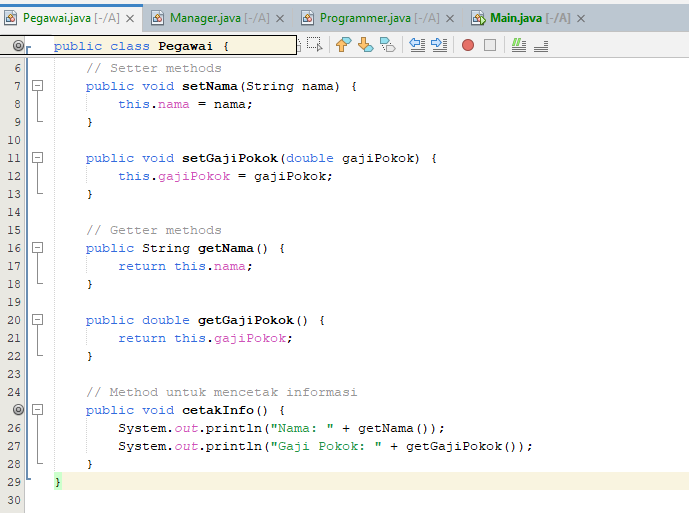 Pegawai.java [-/A] Manager.java [-/A] Programmer.java [-/A] Main.java [-/A]
public class Pegawai {
6 // Setter methods
7 public void setNama(String nama) {
8 this.nama = nama;
9 }
10
11 public void setGajiPokok(double gajiPokok) {
12 this.gajiPokok = gajiPokok;
13 }
14
15 // Getter methods
16 public String getNama() {
17 return this.nama;
18 }
19
20 public double getGajiPokok() {
21 return this.gajiPokok;
22 }
23
24 // Method untuk mencetak informasi
public void cetakInfo() {
26 System.out.println("Nama: " + getNama());
27 System.out.println("Gaji Pokok: " + getGajiPokok());
28 }
29 }
30